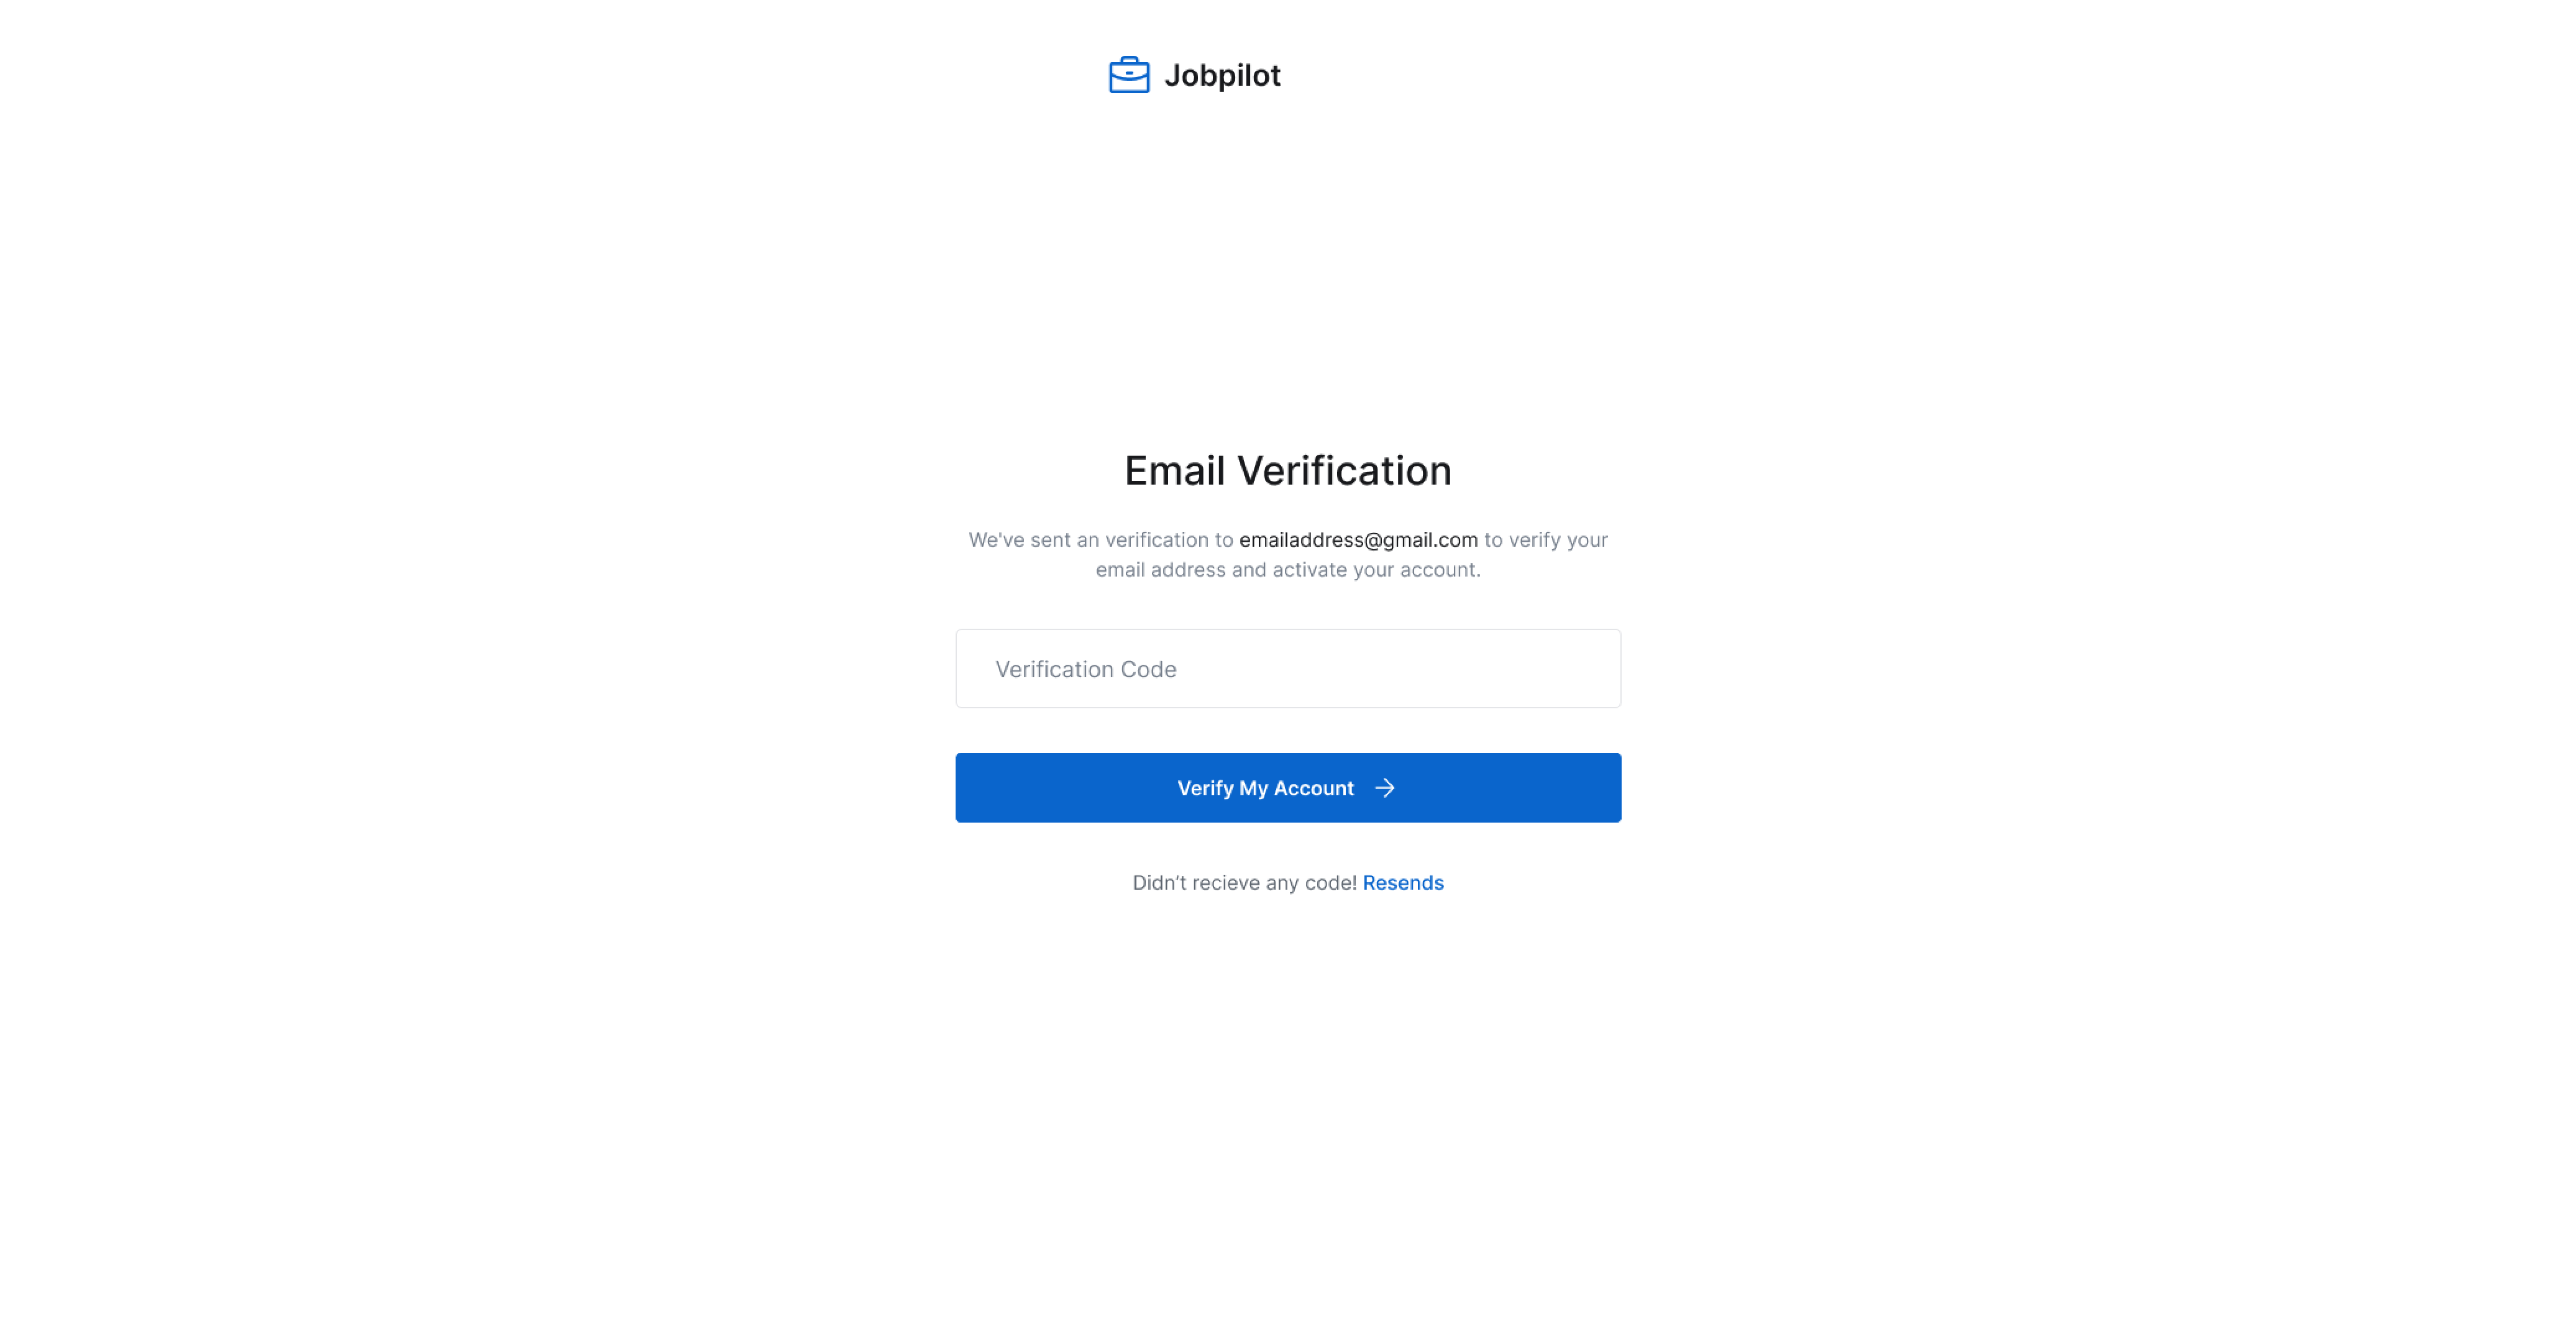 Jobpilot
Email Verification
We've sent an verification to emailaddress@gmail.com to verify your
email address and activate your account.
Verification Code
Verify My Account
Didn’t recieve any code! Resends